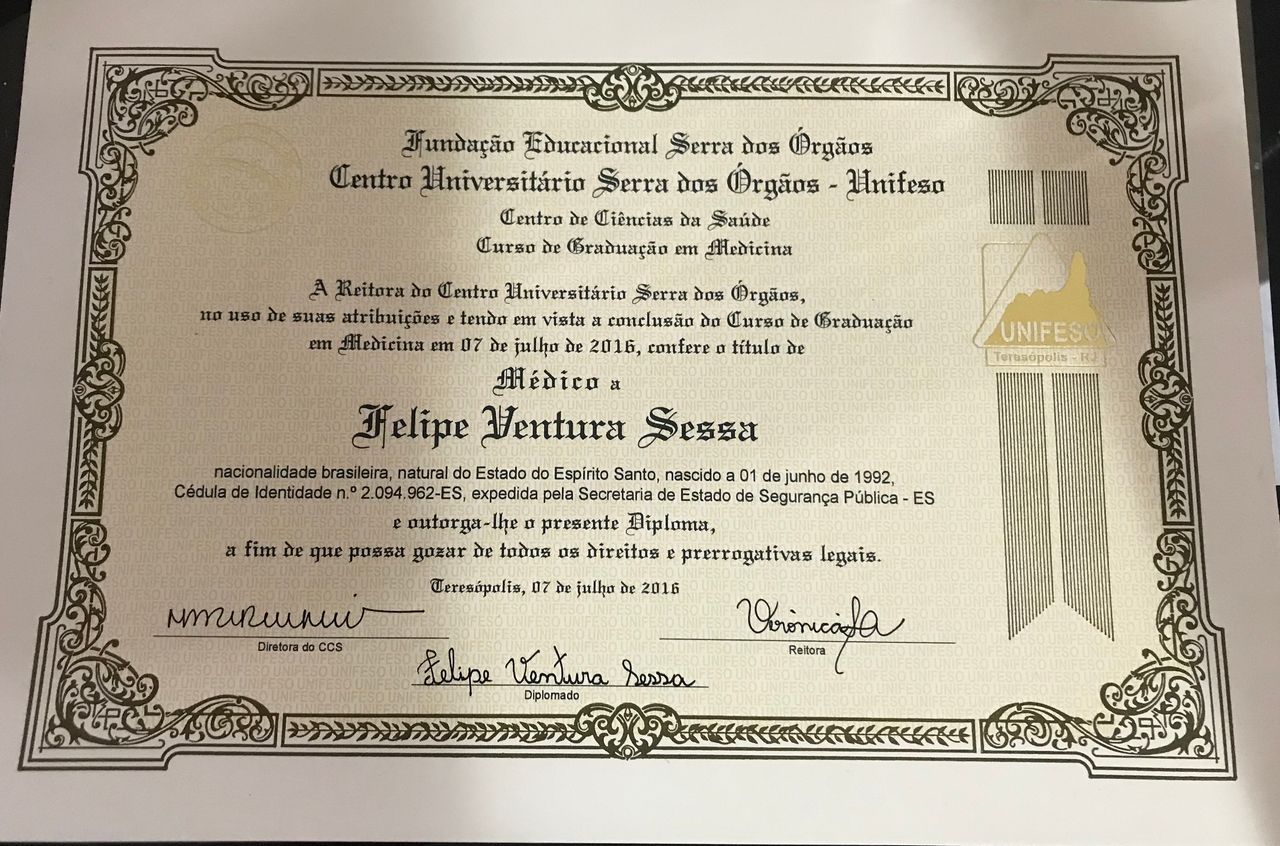 Fundação Educacional Serra dos Órgãos
Centro Universitário Serra dos Órgãos - Unifeso
Centro de Ciências da Saúde
Curso de Graduação em Medicina
A Reitora do Centro Universitário Serra dos Órgãos,
no uso de suas atribuições e tendo em vista a conclusão do Curso de Graduação
em Medicina em 07 de julho de 2016, confere o título de
Médico a
Felipe Ventura Sessa
nacionalidade brasileira, natural do Estado do Espírito Santo, nascido a 01 de junho de 1992,
Cédula de Identidade n.º 2.094.962-ES, expedida pela Secretaria de Estado de Segurança Pública - ES
e outorga-lhe o presente Diploma,
a fim de que possa gozar de todos os direitos e prerrogativas legais.
Teresópolis, 07 de julho de 2016
Diretora do CCS
Verônica
Reitora
Felipe Ventura Sessa
Diplomado
UNIFESO
Teresópolis - RJ